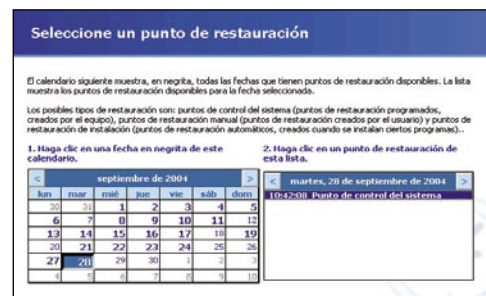 Seleccione un punto de restauración
El calendario siguiente muestra, en negrita, todas las fechas que tienen puntos de restauración disponibles. La lista
muestra los puntos de restauración disponibles para la fecha seleccionada.
Los posibles tipos de restauración son: puntos de control del sistema (puntos de restauración programados,
creados por el equipo), puntos de restauración manual (puntos de restauración creados por el usuario) y puntos de
restauración de instalación (puntos de restauración automáticos, creados cuando se instalan ciertos programas)..
1. Haga clic en una fecha en negrita de este
calendario.
< septiembre de 2004 >
lun mar mié jue vie sáb dom
30 31 1 2 3 4 5
6 7 8 9 10 11 12
13 14 15 16 17 18 19
20 21 22 23 24 25 26
27 28 29 30 1 2 3
4 5 6 7 8 9 10
2. Haga clic en un punto de restauración de
esta lista.
< martes, 28 de septiembre de 2004 >
10:42:08 Punto de control del sistema